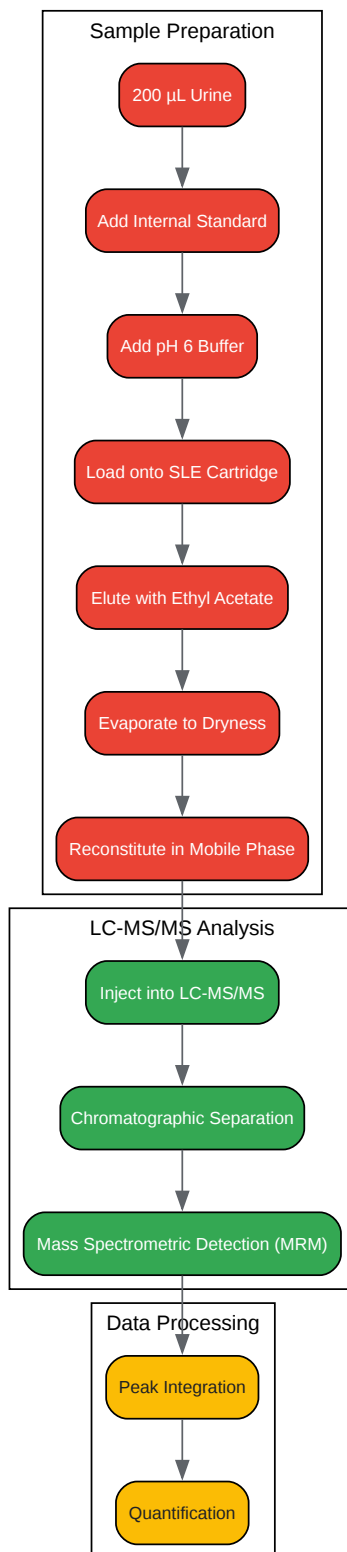 Sample Preparation
200 µL Urine
Add Internal Standard
Add pH 6 Buffer
Load onto SLE Cartridge
Elute with Ethyl Acetate
Evaporate to Dryness
Reconstitute in Mobile Phase
LC-MS/MS Analysis
Inject into LC-MS/MS
Chromatographic Separation
Mass Spectrometric Detection (MRM)
Data Processing
Peak Integration
Quantification